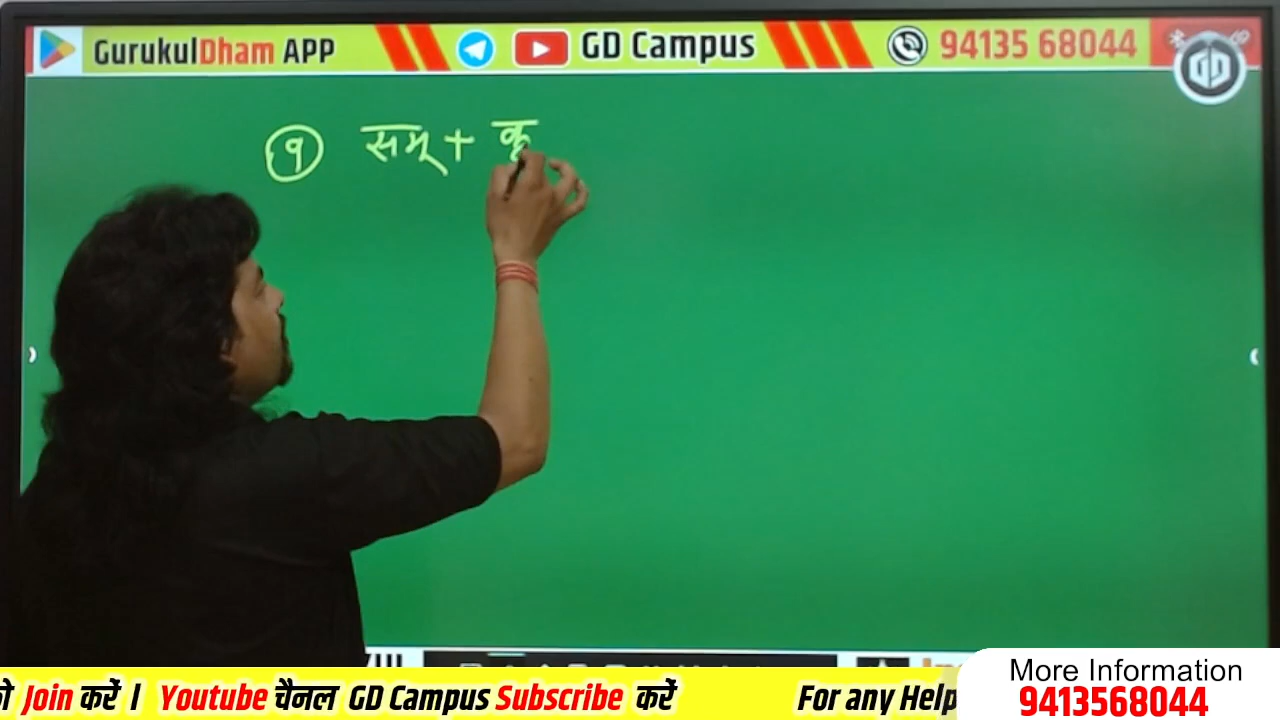 GurukulDham APP GD Campus 94135 68044
GD
१ सम् + कृ
को Join करें । Youtube चैनल GD Campus Subscribe करें For any Help
More Information
9413568044